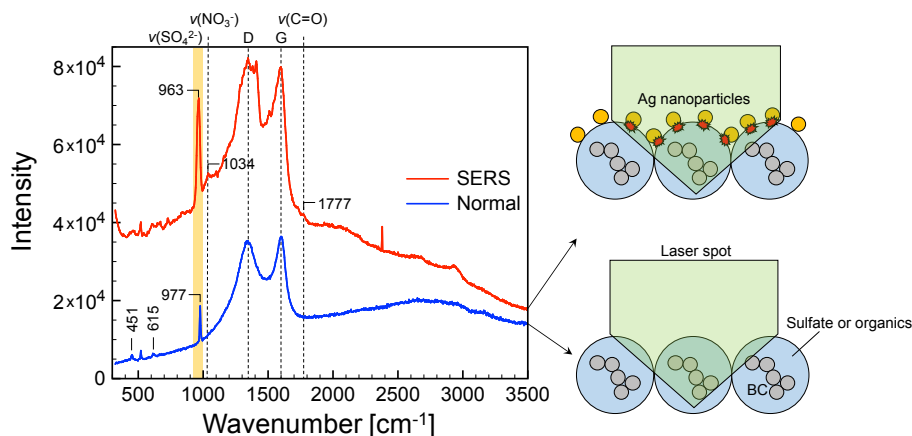 ν(NO₃⁻) ν(C=O)
ν(SO₄²⁻) D G
8×10⁴
6×10⁴
4×10⁴
2×10⁴
0
Intensity
963
1034
1777
SERS
Normal
977
451
615
500 1000 1500 2000 2500 3000 3500
Wavenumber [cm⁻¹]
Ag nanoparticles
Laser spot
Sulfate or organics
BC